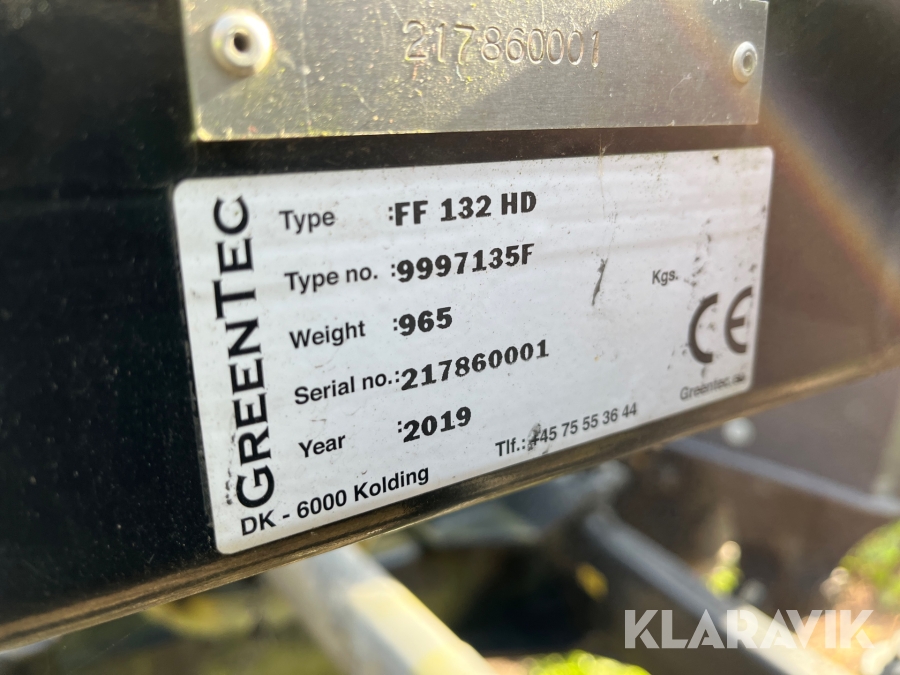 217860001
GREENTEC
Type :FF 132 HD
Type no. :9997135F
Weight :965 Kgs.
Serial no.:217860001
Year :2019
DK - 6000 Kolding Tlf.: +45 75 55 36 44
CE
KLARAVIK